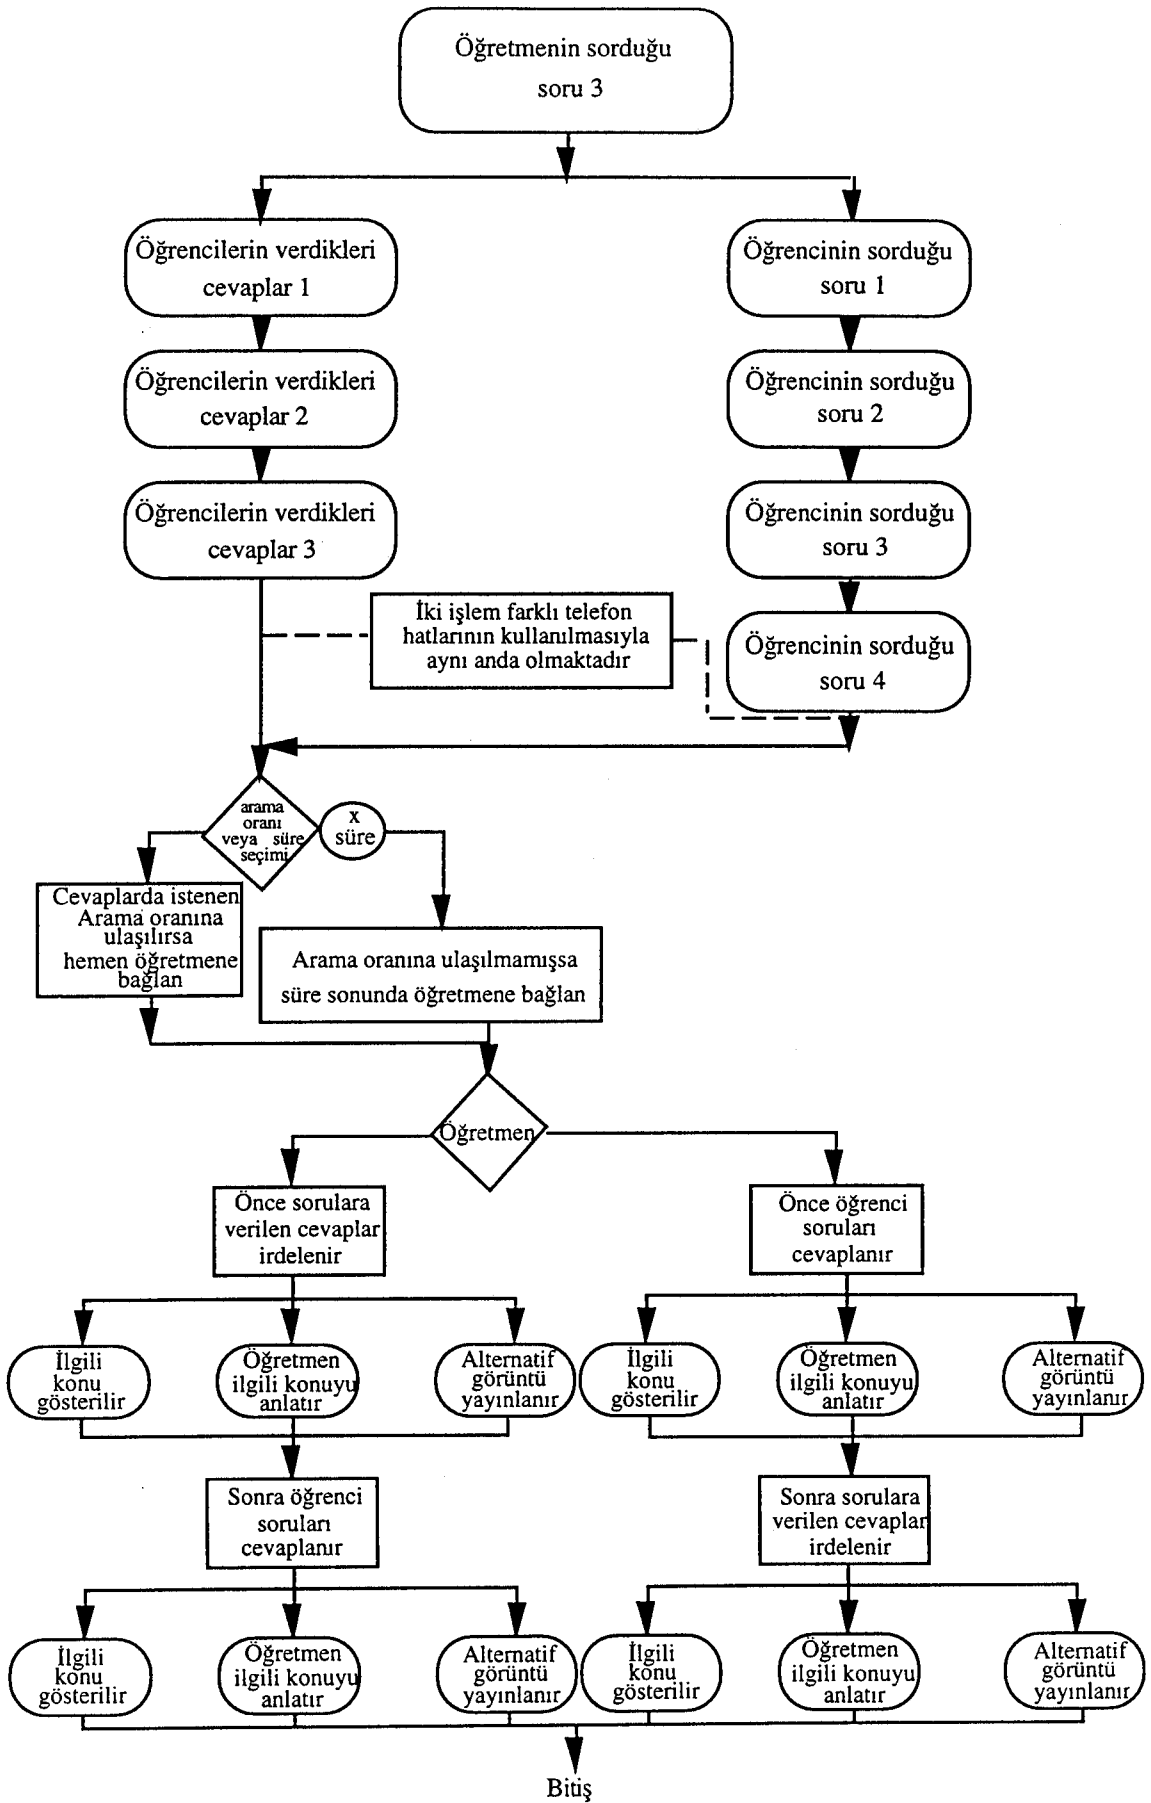 Öğretmenin sorduğu
soru 3
Öğrencilerin verdikleri
cevaplar 1
Öğrencinin sorduğu
soru 1
Öğrencilerin verdikleri
cevaplar 2
Öğrencinin sorduğu
soru 2
Öğrencilerin verdikleri
cevaplar 3
Öğrencinin sorduğu
soru 3
İki işlem farklı telefon
hatlarının kullanılmasıyla
aynı anda olmaktadır
Öğrencinin sorduğu
soru 4
arama
oranı
veya süre
seçimi
x
süre
Cevaplarda istenen
Arama oranına
ulaşılırsa
hemen öğretmene
bağlan
Arama oranına ulaşılmamışsa
süre sonunda öğretmene bağlan
Öğretmen
Önce sorulara
verilen cevaplar
irdelenir
Önce öğrenci
soruları
cevaplanır
İlgili
konu
gösterilir
Öğretmen
ilgili konuyu
anlatır
Alternatif
görüntü
yayınlanır
İlgili
konu
gösterilir
Öğretmen
ilgili konuyu
anlatır
Alternatif
görüntü
yayınlanır
Sonra öğrenci
soruları
cevaplanır
Sonra sorulara
verilen cevaplar
irdelenir
İlgili
konu
gösterilir
Öğretmen
ilgili konuyu
anlatır
Alternatif
görüntü
yayınlanır
İlgili
konu
gösterilir
Öğretmen
ilgili konuyu
anlatır
Alternatif
görüntü
yayınlanır
Bitiş